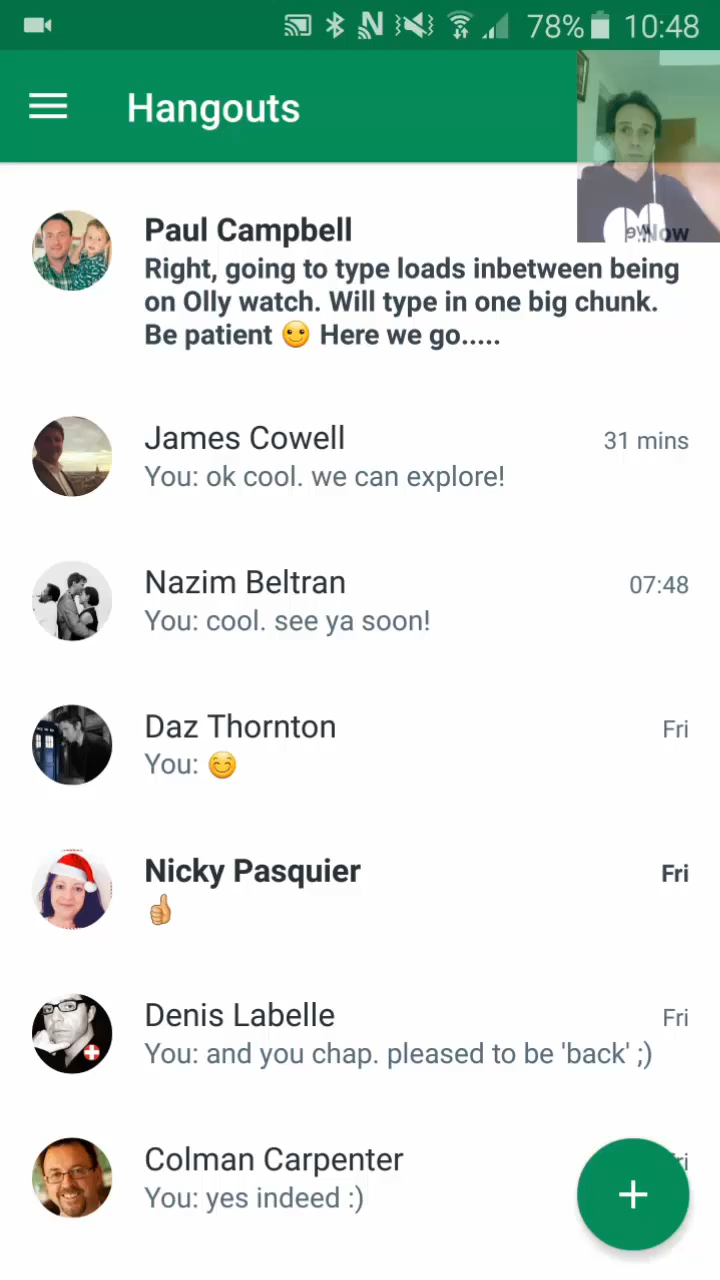 78% 10:48
Hangouts
Paul Campbell
Right, going to type loads inbetween being
on Olly watch. Will type in one big chunk.
Be patient 🙂 Here we go.....
James Cowell 31 mins
You: ok cool. we can explore!
Nazim Beltran 07:48
You: cool. see ya soon!
Daz Thornton Fri
You: 😊
Nicky Pasquier Fri
👍
Denis Labelle Fri
You: and you chap. pleased to be 'back' ;)
Colman Carpenter
You: yes indeed :)